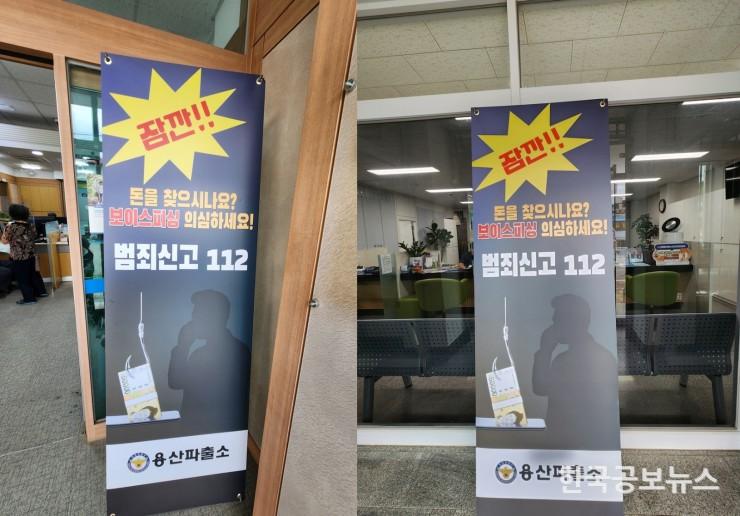 잠깐!!
돈을 찾으시나요?
보이스피싱 의심하세요!
범죄신고 112
용산파출소
잠깐!!
돈을 찾으시나요?
보이스피싱 의심하세요!
범죄신고 112
용산파출소
한국공보뉴스